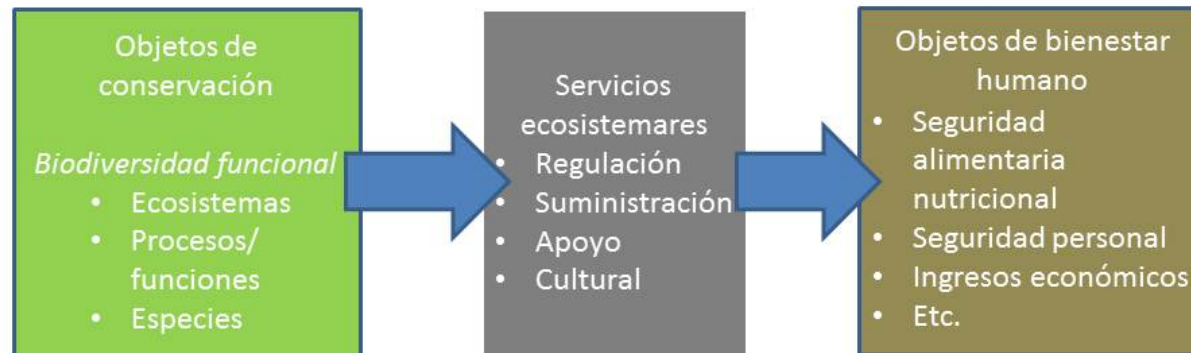 Objetos de
conservación
Biodiversidad funcional
• Ecosistemas
• Procesos/
funciones
• Especies
Servicios
ecosistemares
• Regulación
• Suministración
• Apoyo
• Cultural
Objetos de bienestar
humano
• Seguridad
alimentaria
nutricional
• Seguridad personal
• Ingresos económicos
• Etc.